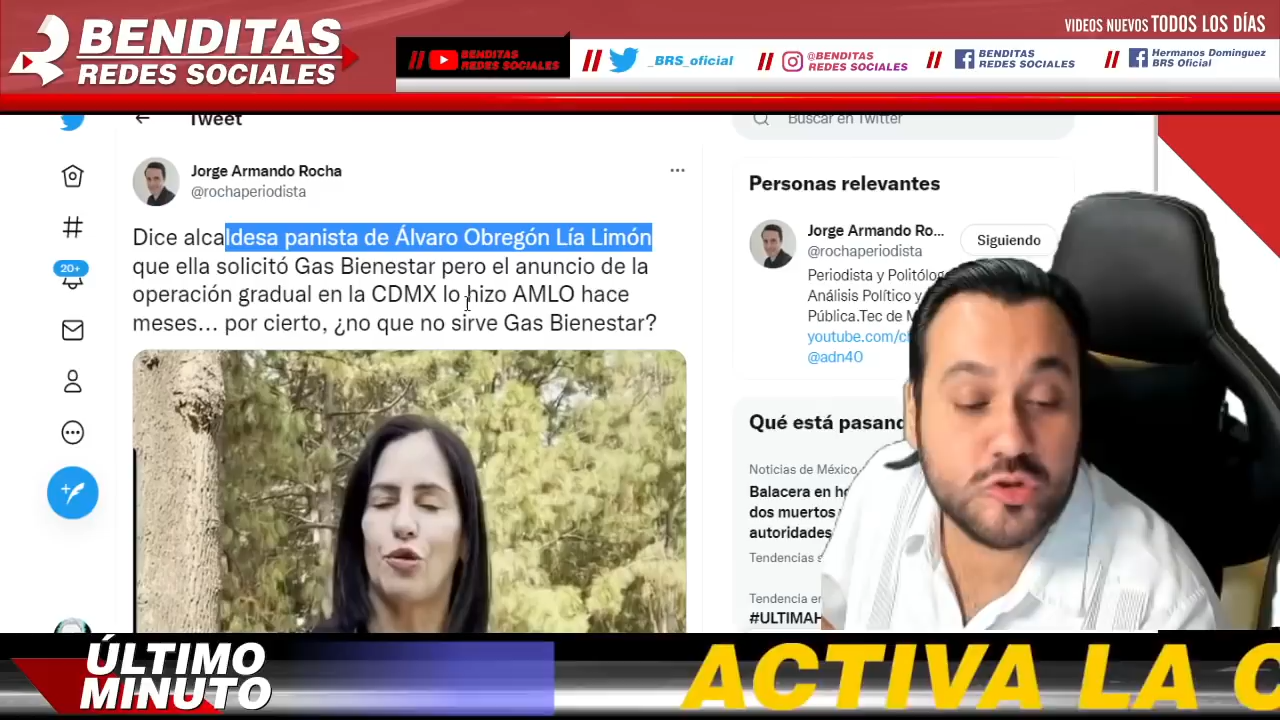 BENDITAS
REDES SOCIALES
VIDEOS NUEVOS TODOS LOS DÍAS
// BENDITAS
REDES SOCIALES
// _BRS_oficial
// @BENDITAS
REDES SOCIALES
// BENDITAS
REDES SOCIALES
// Hermanos Dominguez
BRS Oficial
Tweet
Buscar en Twitter
Jorge Armando Rocha
@rochaperiodista
Dice alcaldesa panista de Álvaro Obregón Lía Limón
que ella solicitó Gas Bienestar pero el anuncio de la
operación gradual en la CDMX lo hizo AMLO hace
meses… por cierto, ¿no que no sirve Gas Bienestar?
20+
Personas relevantes
Jorge Armando Ro...
@rochaperiodista
Siguiendo
Periodista y Politólog
Análisis Político y
Pública.Tec de M
youtube.com/c
@adn40
Qué está pasand
Noticias de México
Balacera en h
dos muertos
autoridades
Tendencias
Tendencia en
#ULTIMAH
ÚLTIMO
MINUTO
ACTIVA LA C